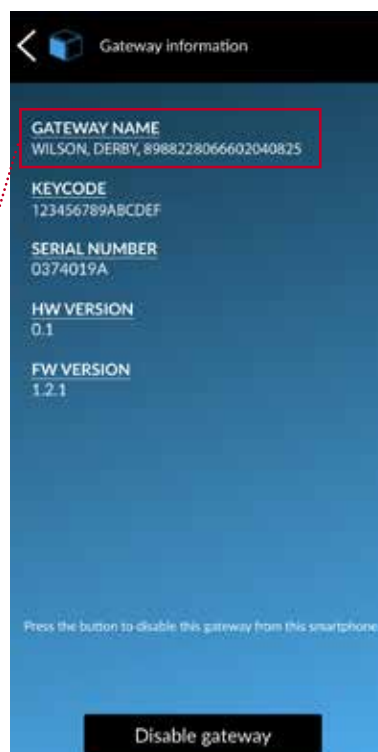 Gateway information
GATEWAY NAME
WILSON, DERBY, 8988228066602040825
KEYCODE
123456789ABCDEF
SERIAL NUMBER
0374019A
HW VERSION
0.1
FW VERSION
1.2.1
Press the button to disable this gateway from this smartphone
Disable gateway